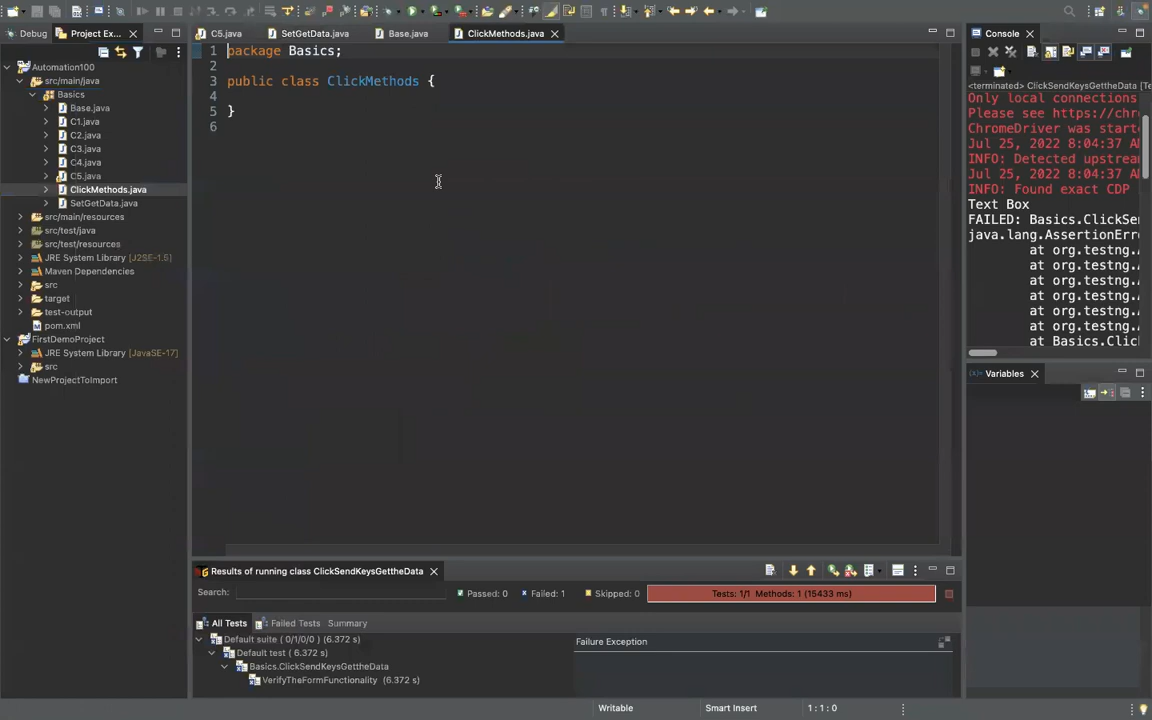 Debug
Project Ex...
C5.java
SetGetData.java
Base.java
ClickMethods.java
Console
Automation100
src/main/java
Basics
Base.java
C1.java
C2.java
C3.java
C4.java
C5.java
ClickMethods.java
SetGetData.java
src/main/resources
src/test/java
src/test/resources
JRE System Library [J2SE-1.5]
Maven Dependencies
src
target
test-output
pom.xml
FirstDemoProject
JRE System Library [JavaSE-17]
src
NewProjectToImport
1 package Basics;
2
3 public class ClickMethods {
4
5 }
6
<terminated> ClickSendKeysGettheData [Te
Only local connections
Please see https://chr
ChromeDriver was start
Jul 25, 2022 8:04:37 A
INFO: Detected upstrea
Jul 25, 2022 8:04:37 A
INFO: Found exact CDP
Text Box
FAILED: Basics.ClickSe
java.lang.AssertionErr
at org.testng.
at org.testng.
at org.testng.
at org.testng.
at org.testng.
at org.testng.
at Basics.Clic
Variables
Results of running class ClickSendKeysGettheData
Search:
Passed: 0
Failed: 1
Skipped: 0
Tests: 1/1 Methods: 1 (15433 ms)
All Tests
Failed Tests
Summary
Default suite ( 0/1/0/0 ) (6.372 s)
Default test ( 6.372 s)
Basics.ClickSendKeysGettheData
VerifyTheFormFunctionality (6.372 s)
Failure Exception
Writable
Smart Insert
1 : 1 : 0